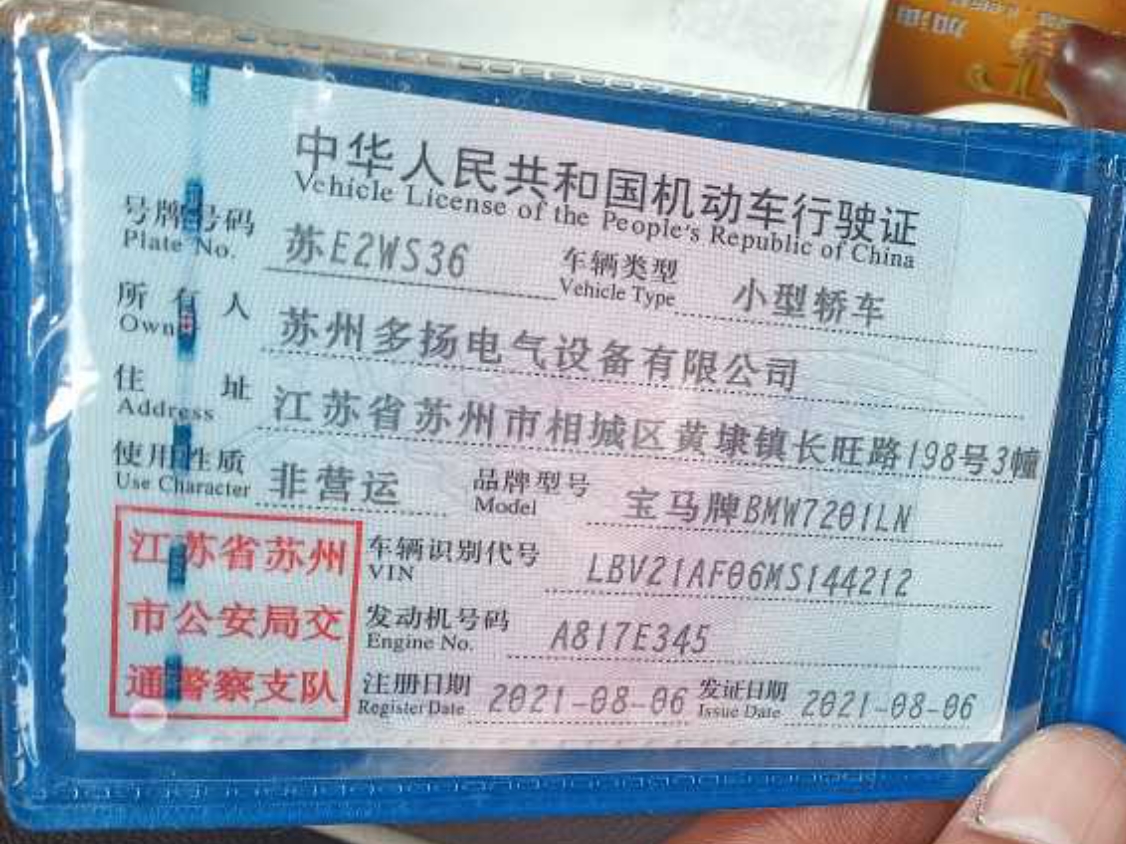 加油
中华人民共和国机动车行驶证
Vehicle License of the People's Republic of China
号牌号码 苏E2WS36 车辆类型 小型轿车
Plate No. Vehicle Type
所有人 苏州多扬电气设备有限公司
Owner
住址 江苏省苏州市相城区黄埭镇长旺路198号3幢
Address
使用性质 非营运 品牌型号 宝马牌BMW7201LN
Use Character Model
江苏省苏州
市公安局交
通警察支队
车辆识别代号 LBV21AF06MS144212
VIN
发动机号码 A817E345
Engine No.
注册日期 2021-08-06 发证日期 2021-08-06
Register Date Issue Date